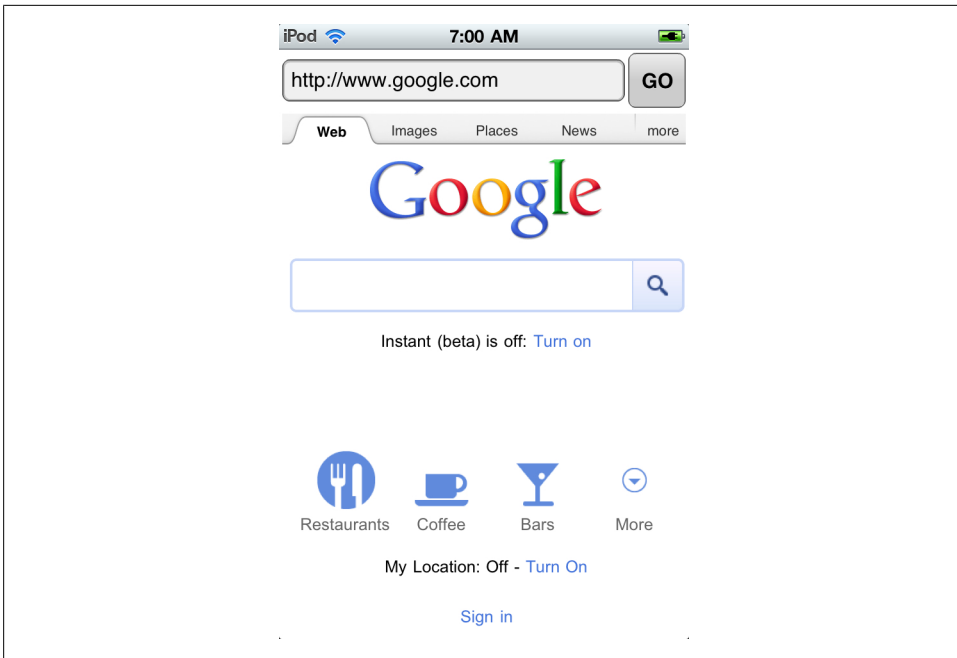 iPod 7:00 AM
http://www.google.com GO
Web Images Places News more
Google
Instant (beta) is off: Turn on
Restaurants Coffee Bars More
My Location: Off - Turn On
Sign in